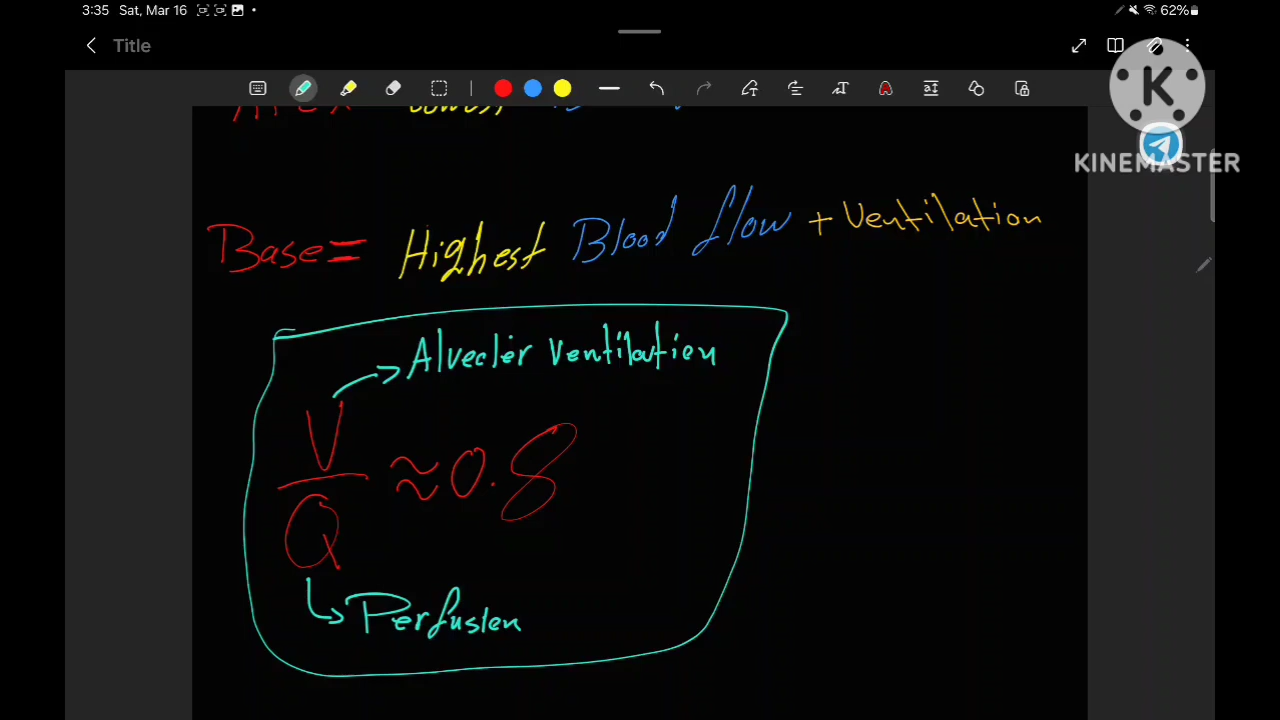 3:35 Sat, Mar 16
62%
Title
KINEMASTER
Base= Highest Blood flow + Ventilation
Alveolar ventilation
V
Q ≈0.8
Perfusion